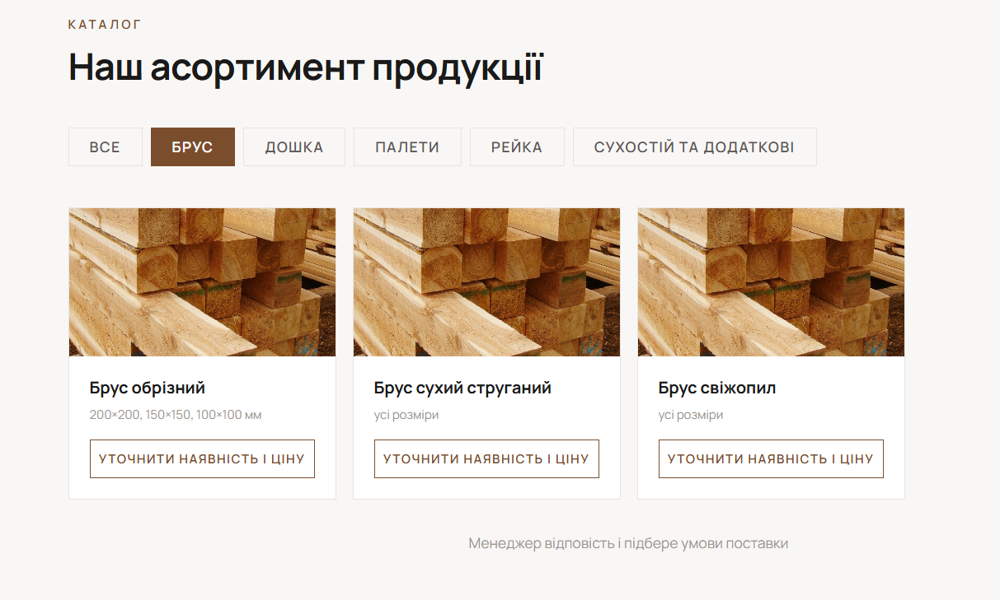 КАТАЛОГ
Наш асортимент продукції
ВСЕ
БРУС
ДОШКА
ПАЛЕТИ
РЕЙКА
СУХОСТІЙ ТА ДОДАТКОВІ
Брус обрізний
200×200, 150×150, 100×100 мм
УТОЧНИТИ НАЯВНІСТЬ І ЦІНУ
Брус сухий струганий
усі розміри
УТОЧНИТИ НАЯВНІСТЬ І ЦІНУ
Брус свіжопил
усі розміри
УТОЧНИТИ НАЯВНІСТЬ І ЦІНУ
Менеджер відповість і підбере умови поставки